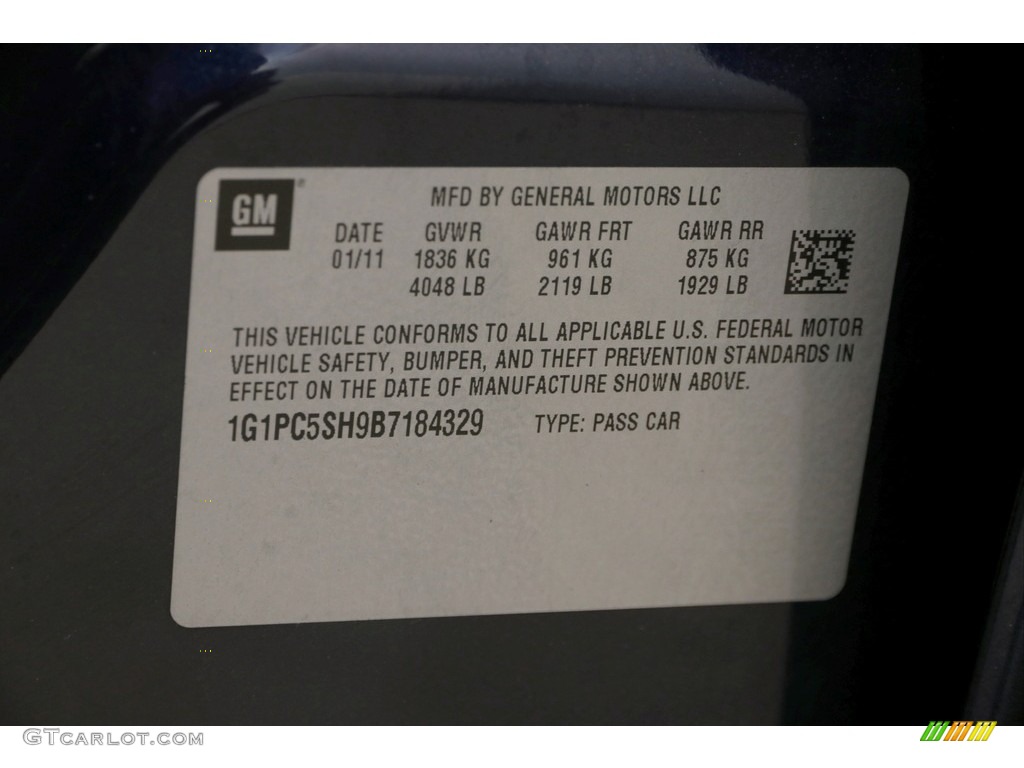 GM
MFD BY GENERAL MOTORS LLC
DATE GVWR GAWR FRT GAWR RR
01/11 1836 KG 961 KG 875 KG
4048 LB 2119 LB 1929 LB
THIS VEHICLE CONFORMS TO ALL APPLICABLE U.S. FEDERAL MOTOR
VEHICLE SAFETY, BUMPER, AND THEFT PREVENTION STANDARDS IN
EFFECT ON THE DATE OF MANUFACTURE SHOWN ABOVE.
1G1PC5SH9B7184329 TYPE: PASS CAR
GTcarlot.com